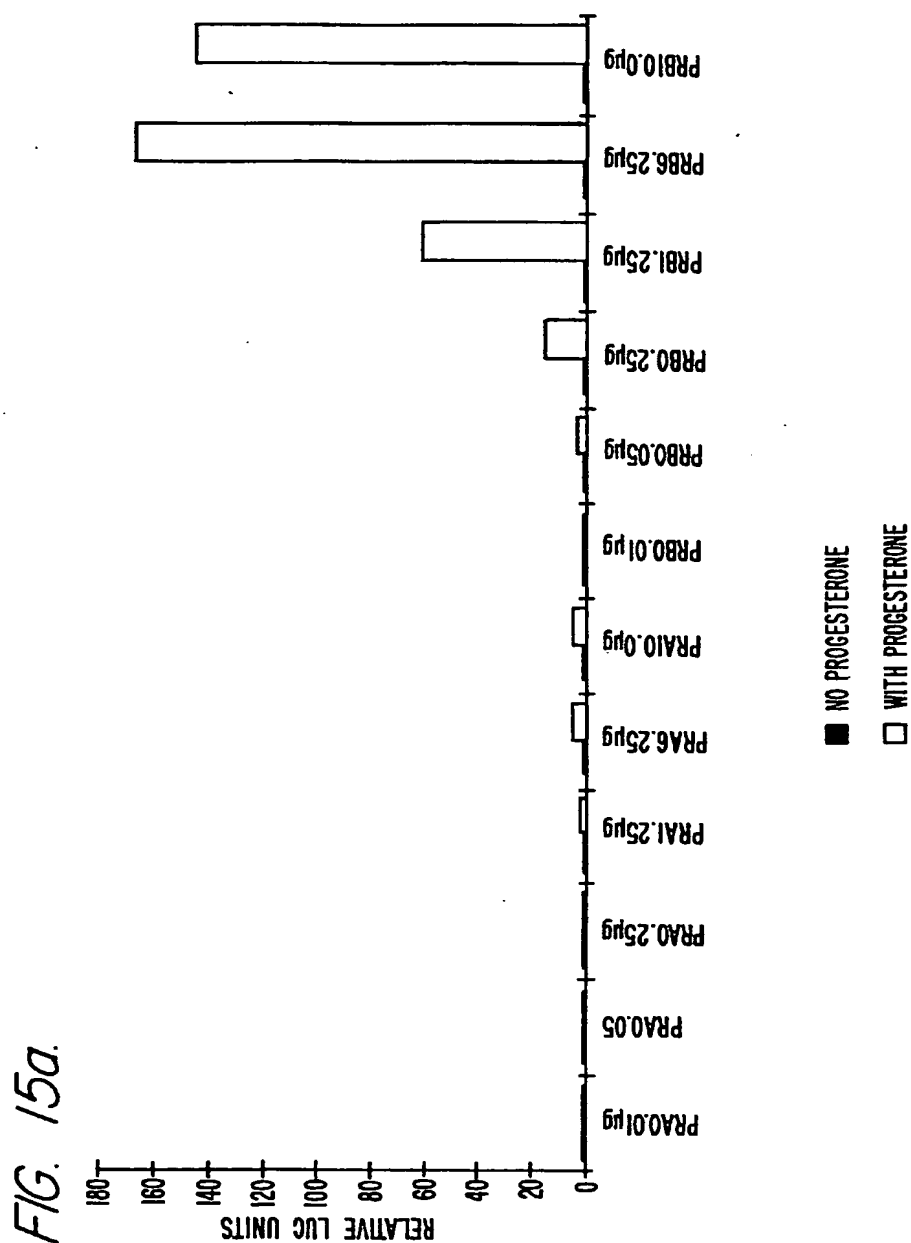 FIG. 15a.
RELATIVE LUC UNITS
180
160
140
120
100
80
60
40
20
0
PRA0.01µg
PRA0.05
PRA0.25µg
PRA1.25µg
PRA6.25µg
PRA10.0µg
PRB0.01µg
PRB0.05µg
PRB0.25µg
PRB1.25µg
PRB6.25µg
PRB10.0µg
NO PROGESTERONE
WITH PROGESTERONE